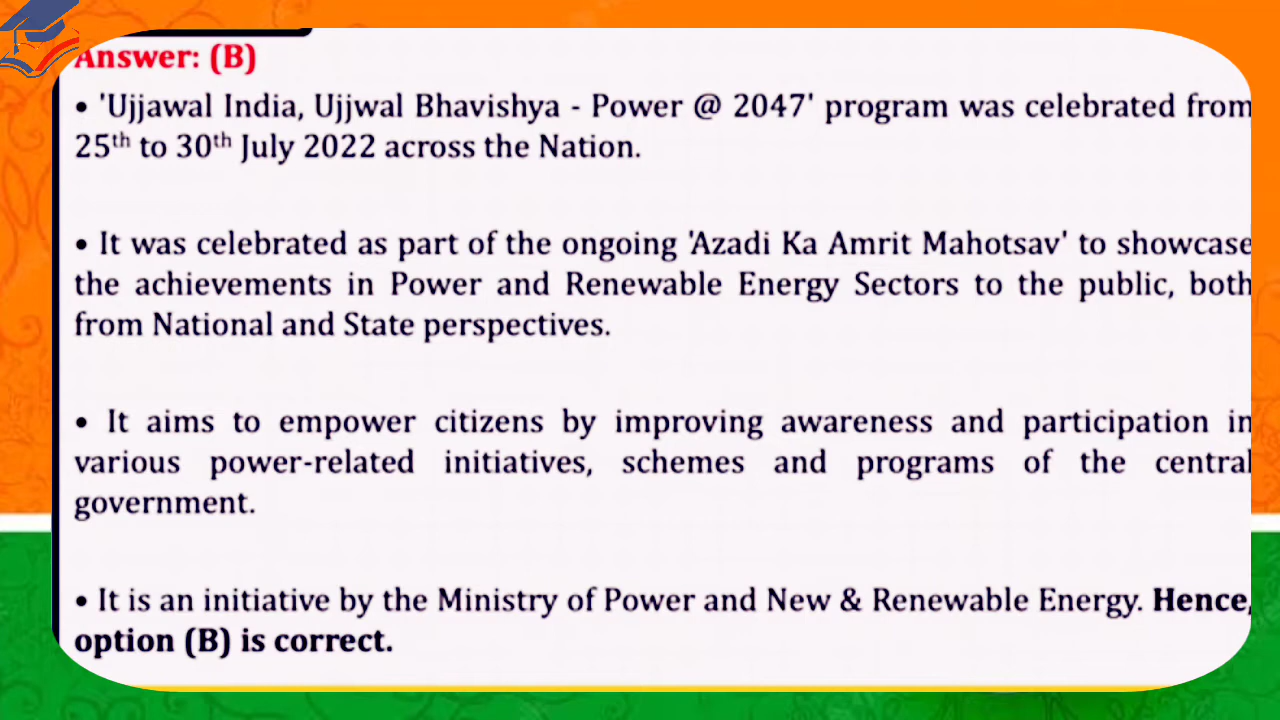 Answer: (B)
• 'Ujjawal India, Ujjwal Bhavishya - Power @ 2047' program was celebrated from
25th to 30th July 2022 across the Nation.
• It was celebrated as part of the ongoing 'Azadi Ka Amrit Mahotsav' to showcase
the achievements in Power and Renewable Energy Sectors to the public, both
from National and State perspectives.
• It aims to empower citizens by improving awareness and participation in
various power-related initiatives, schemes and programs of the central
government.
• It is an initiative by the Ministry of Power and New & Renewable Energy. Hence,
option (B) is correct.